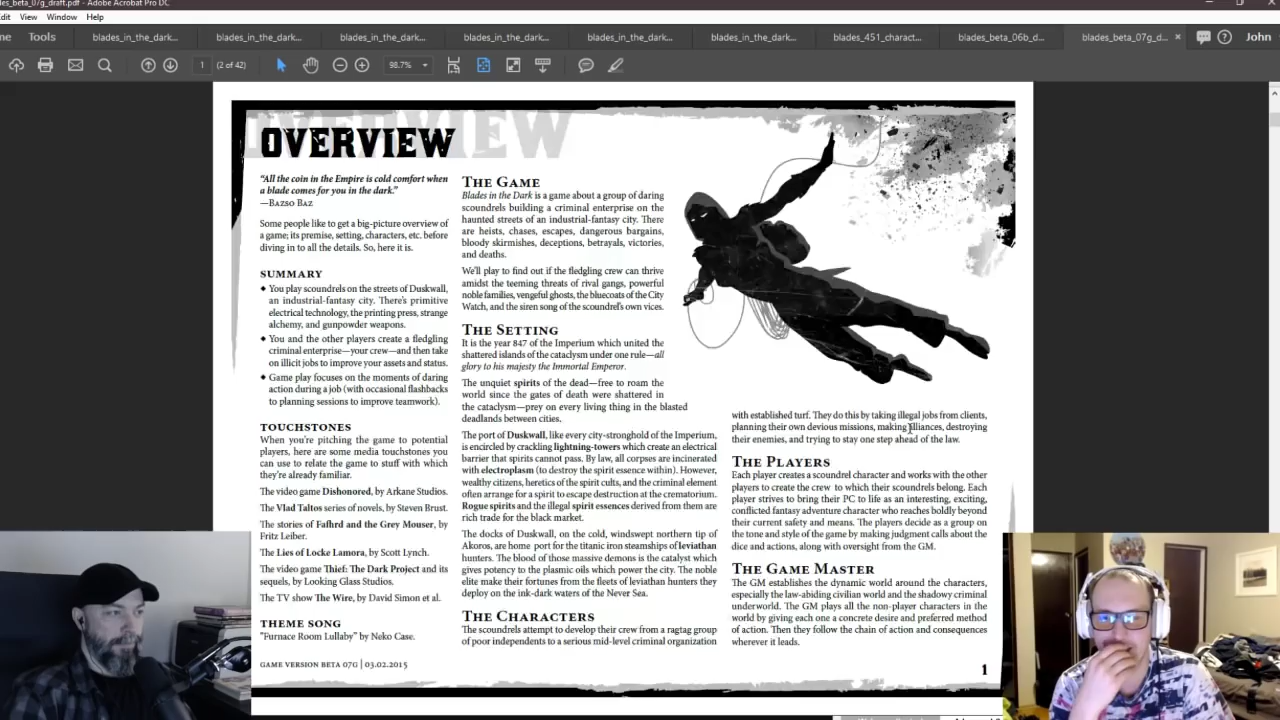 ades_beta_07g_draft.pdf - Adobe Acrobat Pro DC
dit View Window Help
me Tools blades_in_the_dark... blades_in_the_dark... blades_in_the_dark... blades_in_the_dark... blades_in_the_dark... blades_in_the_dark... blades_451_charact... blades_beta_06b_d... blades_beta_07g_d... × John
1 (2 of 42) 98.7%
OVERVIEW
“All the coin in the Empire is cold comfort when
a blade comes for you in the dark.”
—Bazso Baz
Some people like to get a big-picture overview of
a game; its premise, setting, characters, etc. before
diving in to all the details. So, here it is.
Summary
◆ You play scoundrels on the streets of Duskwall,
an industrial-fantasy city. There’s primitive
electrical technology, the printing press, strange
alchemy, and gunpowder weapons.
◆ You and the other players create a fledgling
criminal enterprise—your crew—and then take
on illicit jobs to improve your assets and status.
◆ Game play focuses on the moments of daring
action during a job (with occasional flashbacks
to planning sessions to improve teamwork).
Touchstones
When you’re pitching the game to potential
players, here are some media touchstones you
can use to relate the game to stuff with which
they’re already familiar.
The video game Dishonored, by Arkane Studios.
The Vlad Taltos series of novels, by Steven Brust.
The stories of Fafhrd and the Grey Mouser, by
Fritz Leiber.
The Lies of Locke Lamora, by Scott Lynch.
The video game Thief: The Dark Project and its
sequels, by Looking Glass Studios.
The TV show The Wire, by David Simon et al.
Theme Song
"Furnace Room Lullaby" by Neko Case.
The Game
Blades in the Dark is a game about a group of daring
scoundrels building a criminal enterprise on the
haunted streets of an industrial-fantasy city. There
are heists, chases, escapes, dangerous bargains,
bloody skirmishes, deceptions, betrayals, victories,
and deaths.
We’ll play to find out if the fledgling crew can thrive
amidst the teeming threats of rival gangs, powerful
noble families, vengeful ghosts, the bluecoats of the City
Watch, and the siren song of the scoundrel’s own vices.
The Setting
It is the year 847 of the Imperium which united the
shattered islands of the cataclysm under one rule—all
glory to his majesty the Immortal Emperor.
The unquiet spirits of the dead—free to roam the
world since the gates of death were shattered in
the cataclysm—prey on every living thing in the blasted
deadlands between cities.
The port of Duskwall, like every city-stronghold of the Imperium,
is encircled by crackling lightning-towers which create an electrical
barrier that spirits cannot pass. By law, all corpses are incinerated
with electroplasm (to destroy the spirit essence within). However,
wealthy citizens, heretics of the spirit cults, and the criminal element
often arrange for a spirit to escape destruction at the crematorium.
Rogue spirits and the illegal spirit essences derived from them are
rich trade for the black market.
The docks of Duskwall, on the cold, windswept northern tip of
Akoros, are home port for the titanic iron steamships of leviathan
hunters. The blood of those massive demons is the catalyst which
gives potency to the plasmic oils which power the city. The noble
elite make their fortunes from the fleets of leviathan hunters they
deploy on the ink-dark waters of the Never Sea.
The Characters
The scoundrels attempt to develop their crew from a ragtag group
of poor independents to a serious mid-level criminal organization
with established turf. They do this by taking illegal jobs from clients,
planning their own devious missions, making alliances, destroying
their enemies, and trying to stay one step ahead of the law.
The Players
Each player creates a scoundrel character and works with the other
players to create the crew to which their scoundrels belong. Each
player strives to bring their PC to life as an interesting, exciting,
conflicted fantasy adventure character who reaches boldly beyond
their current safety and means. The players decide as a group on
the tone and style of the game by making judgment calls about the
dice and actions, along with oversight from the GM.
The Game Master
The GM establishes the dynamic world around the characters,
especially the law-abiding civilian world and the shadowy criminal
underworld. The GM plays all the non-player characters in the
world by giving each one a concrete desire and preferred method
of action. Then they follow the chain of action and consequences
wherever it leads.
Game Version Beta 07g | 03.02.2015
1